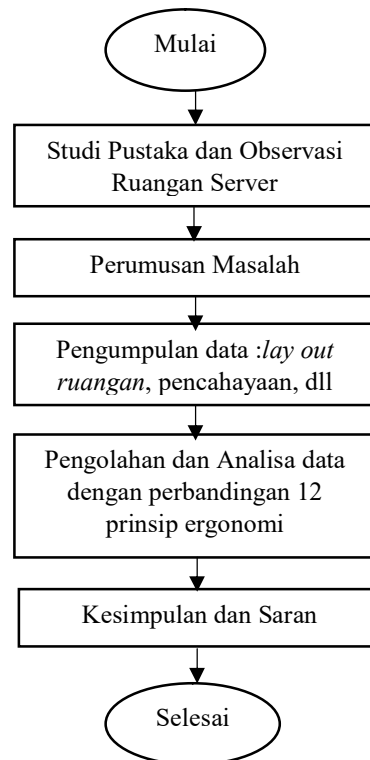 Mulai
Studi Pustaka dan Observasi
Ruangan Server
Perumusan Masalah
Pengumpulan data :lay out
ruangan, pencahayaan, dll
Pengolahan dan Analisa data
dengan perbandingan 12
prinsip ergonomi
Kesimpulan dan Saran
Selesai